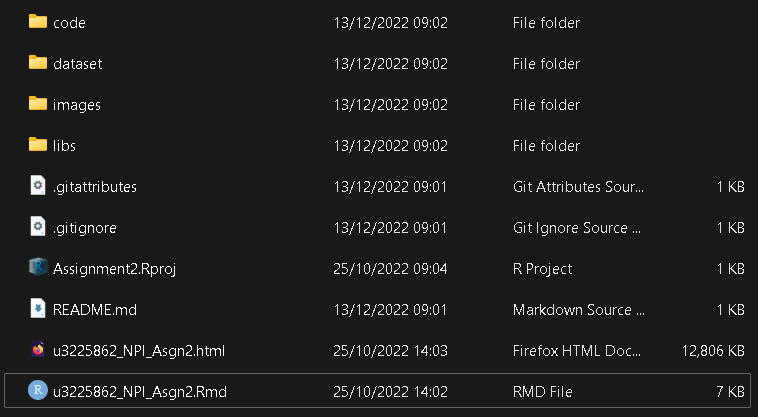 code 13/12/2022 09:02 File folder
dataset 13/12/2022 09:02 File folder
images 13/12/2022 09:02 File folder
libs 13/12/2022 09:02 File folder
.gitattributes 13/12/2022 09:01 Git Attributes Sour... 1 KB
.gitignore 13/12/2022 09:01 Git Ignore Source ... 1 KB
Assignment2.Rproj 25/10/2022 09:04 R Project 1 KB
README.md 13/12/2022 09:01 Markdown Source ... 1 KB
u3225862_NPI_Asgn2.html 25/10/2022 14:03 Firefox HTML Doc... 12,806 KB
R u3225862_NPI_Asgn2.Rmd 25/10/2022 14:02 RMD File 7 KB